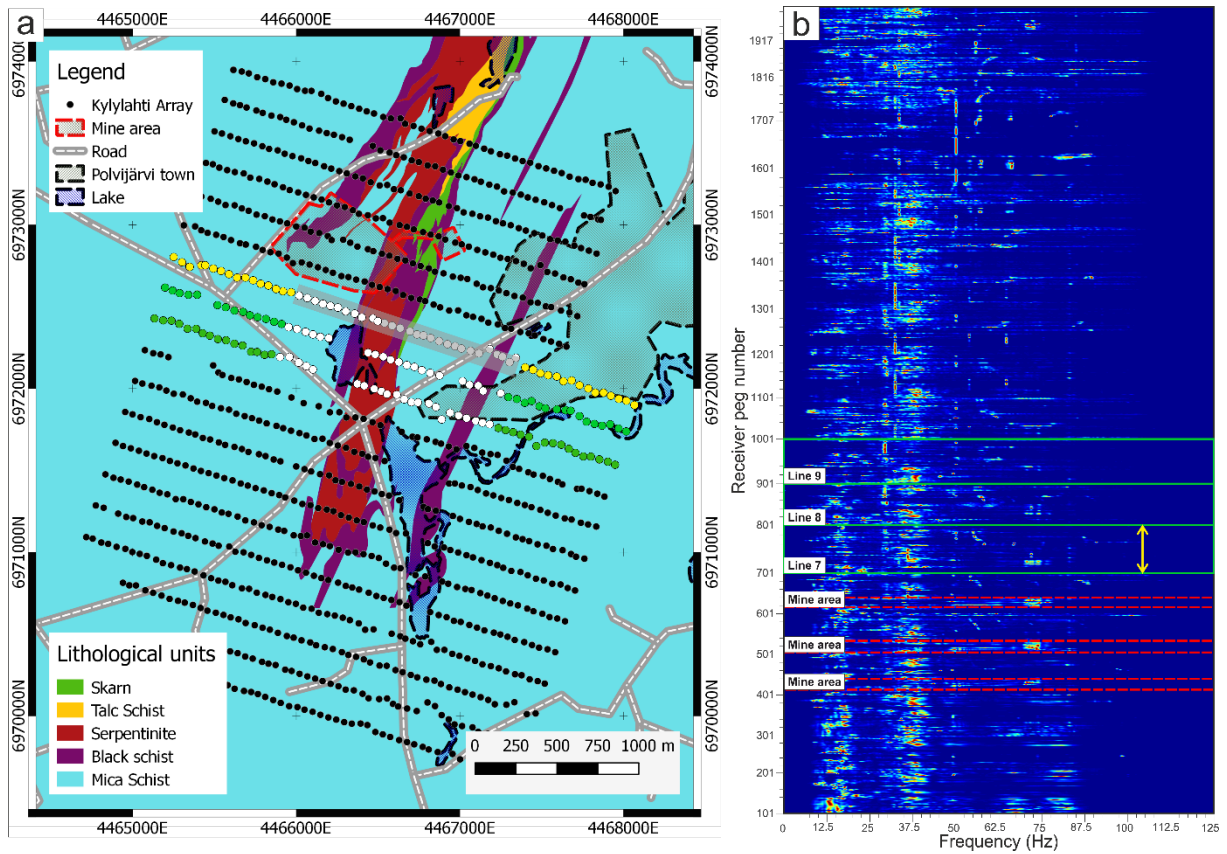 a
4465000E 4466000E 4467000E 4468000E
6974000N
6973000N
6972000N
6971000N
6970000N
Legend
Kylylahti Array
Mine area
Road
Polvijärvi town
Lake
6974000N
6973000N
6972000N
6971000N
6970000N
Lithological units
Skarn
Talc Schist
Serpentinite
Black schist
Mica Schist
0 250 500 750 1000 m
4465000E 4466000E 4467000E 4468000E
b
Receiver peg number
1917
1816
1707
1601
1501
1401
1301
1201
1101
1001
901
801
701
601
501
401
301
201
101
Line 9
Line 8
Line 7
Mine area
Mine area
Mine area
0 12.5 25 37.5 50 62.5 75 87.5 100 112.5 125
Frequency (Hz)